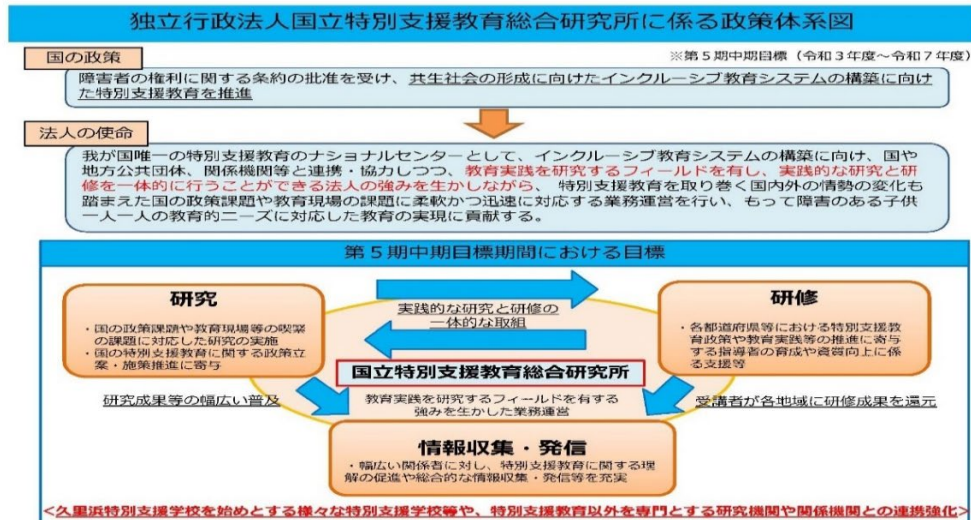 独立行政法人国立特別支援教育総合研究所に係る政策体系図
国の政策
※第5期中期目標（令和3年度～令和7年度）
障害者の権利に関する条約の批准を受け、共生社会の形成に向けたインクルーシブ教育システムの構築に向け
た特別支援教育を推進
法人の使命
我が国唯一の特別支援教育のナショナルセンターとして、インクルーシブ教育システムの構築に向け、国や
地方公共団体、関係機関等と連携・協力しつつ、教育実践を研究するフィールドを有し、実践的な研究と研
修を一体的に行うことができる法人の強みを生かしながら、特別支援教育を取り巻く国内外の情勢の変化も
踏まえた国の政策課題や教育現場の課題に柔軟かつ迅速に対応する業務運営を行い、もって障害のある子供
一人一人の教育的ニーズに対応した教育の実現に貢献する。
第5期中期目標期間における目標
研究
・国の政策課題や教育現場等の喫緊
の課題に対応した研究の実施
・国の特別支援教育に関する政策立
案・施策推進に寄与
実践的な研究と研修の
一体的な取組
研修
・各都道府県等における特別支援教
育政策や教育実践等の推進に寄与
する指導者の育成や資質向上に係
る支援等
国立特別支援教育総合研究所
研究成果等の幅広い普及
教育実践を研究するフィールドを有する
強みを生かした業務運営
受講者が各地域に研修成果を還元
情報収集・発信
・幅広い関係者に対し、特別支援教育に関する理
解の促進や総合的な情報収集・発信等を充実
<久里浜特別支援学校を始めとする様々な特別支援学校等や、特別支援教育以外を専門とする研究機関や関係機関との連携強化>